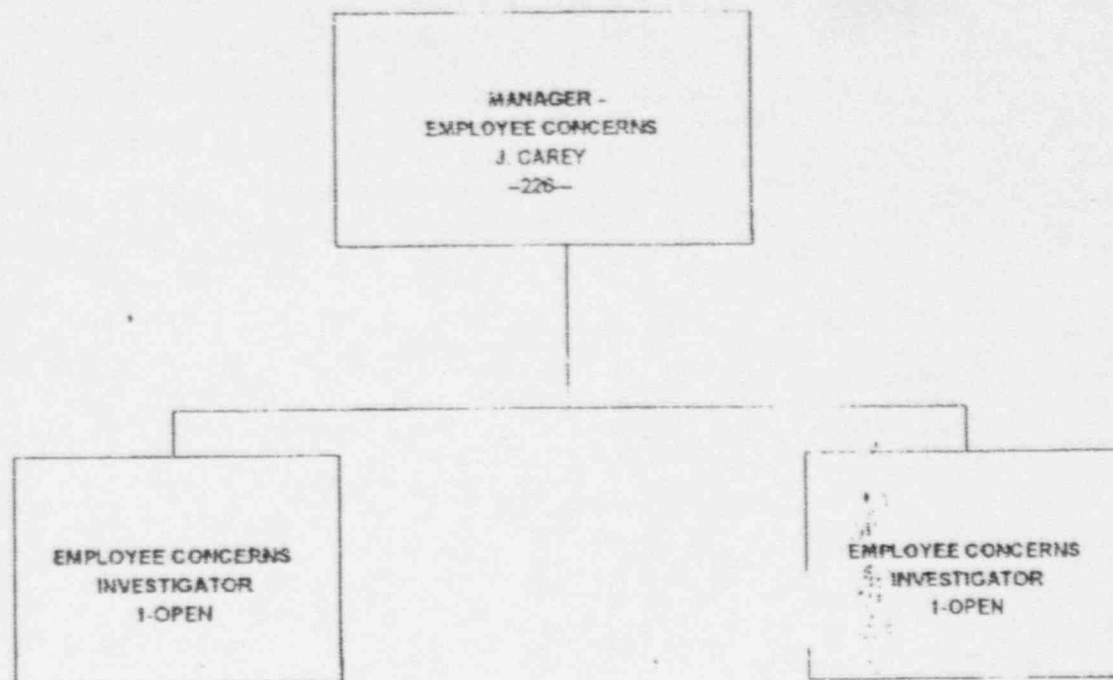 MANAGER -
EMPLOYEE CONCERNS
J. CAREY
-226-
EMPLOYEE CONCERNS
INVESTIGATOR
1-OPEN
EMPLOYEE CONCERNS
INVESTIGATOR
1-OPEN